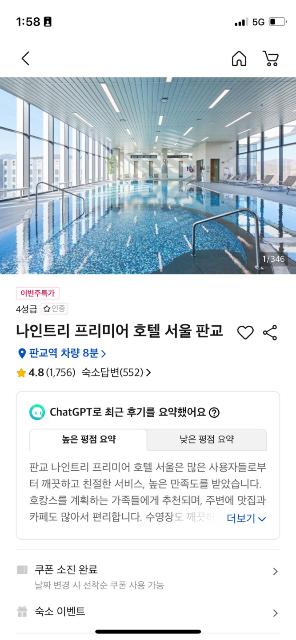 1:58
5G
1/346
이번주특가
4성급 인증
나인트리 프리미어 호텔 서울 판교
판교역 차량 8분
4.8 (1,756) 숙소답변(552)
ChatGPT로 최근 후기를 요약했어요
높은 평점 요약 낮은 평점 요약
판교 나인트리 프리미어 호텔 서울은 많은 사용자들로부
터 깨끗하고 친절한 서비스, 높은 만족도를 받았습니다.
호캉스를 계획하는 가족들에게 추천되며, 주변에 맛집과
카페도 많아서 편리합니다. 수영장도 깨끗 더보기
쿠폰 소진 완료
날짜 변경 시 선착순 쿠폰 사용 가능
숙소 이벤트